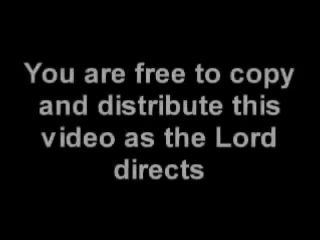 You are free to copy
and distribute this
video as the Lord
directs